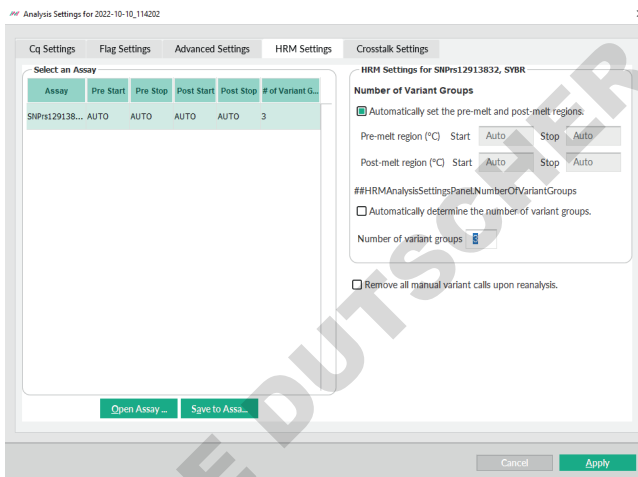 Analysis Settings for 2022-10-10_114202
Cq Settings Flag Settings Advanced Settings HRM Settings Crosstalk Settings
Select an Assay
Assay Pre Start Pre Stop Post Start Post Stop # of Variant G...
SNPrs129138... AUTO AUTO AUTO AUTO 3
Open Assay ... Save to Assa...
HRM Settings for SNPrs12913832, SYBR
Number of Variant Groups
Automatically set the pre-melt and post-melt regions.
Pre-melt region (°C) Start Auto Stop Auto
Post-melt region (°C) Start Auto Stop Auto
##HRMAnalysisSettingsPanel.NumberOfVariantGroups
Automatically determine the number of variant groups.
Number of variant groups 3
Remove all manual variant calls upon reanalysis.
Cancel Apply
E DUTSCHER